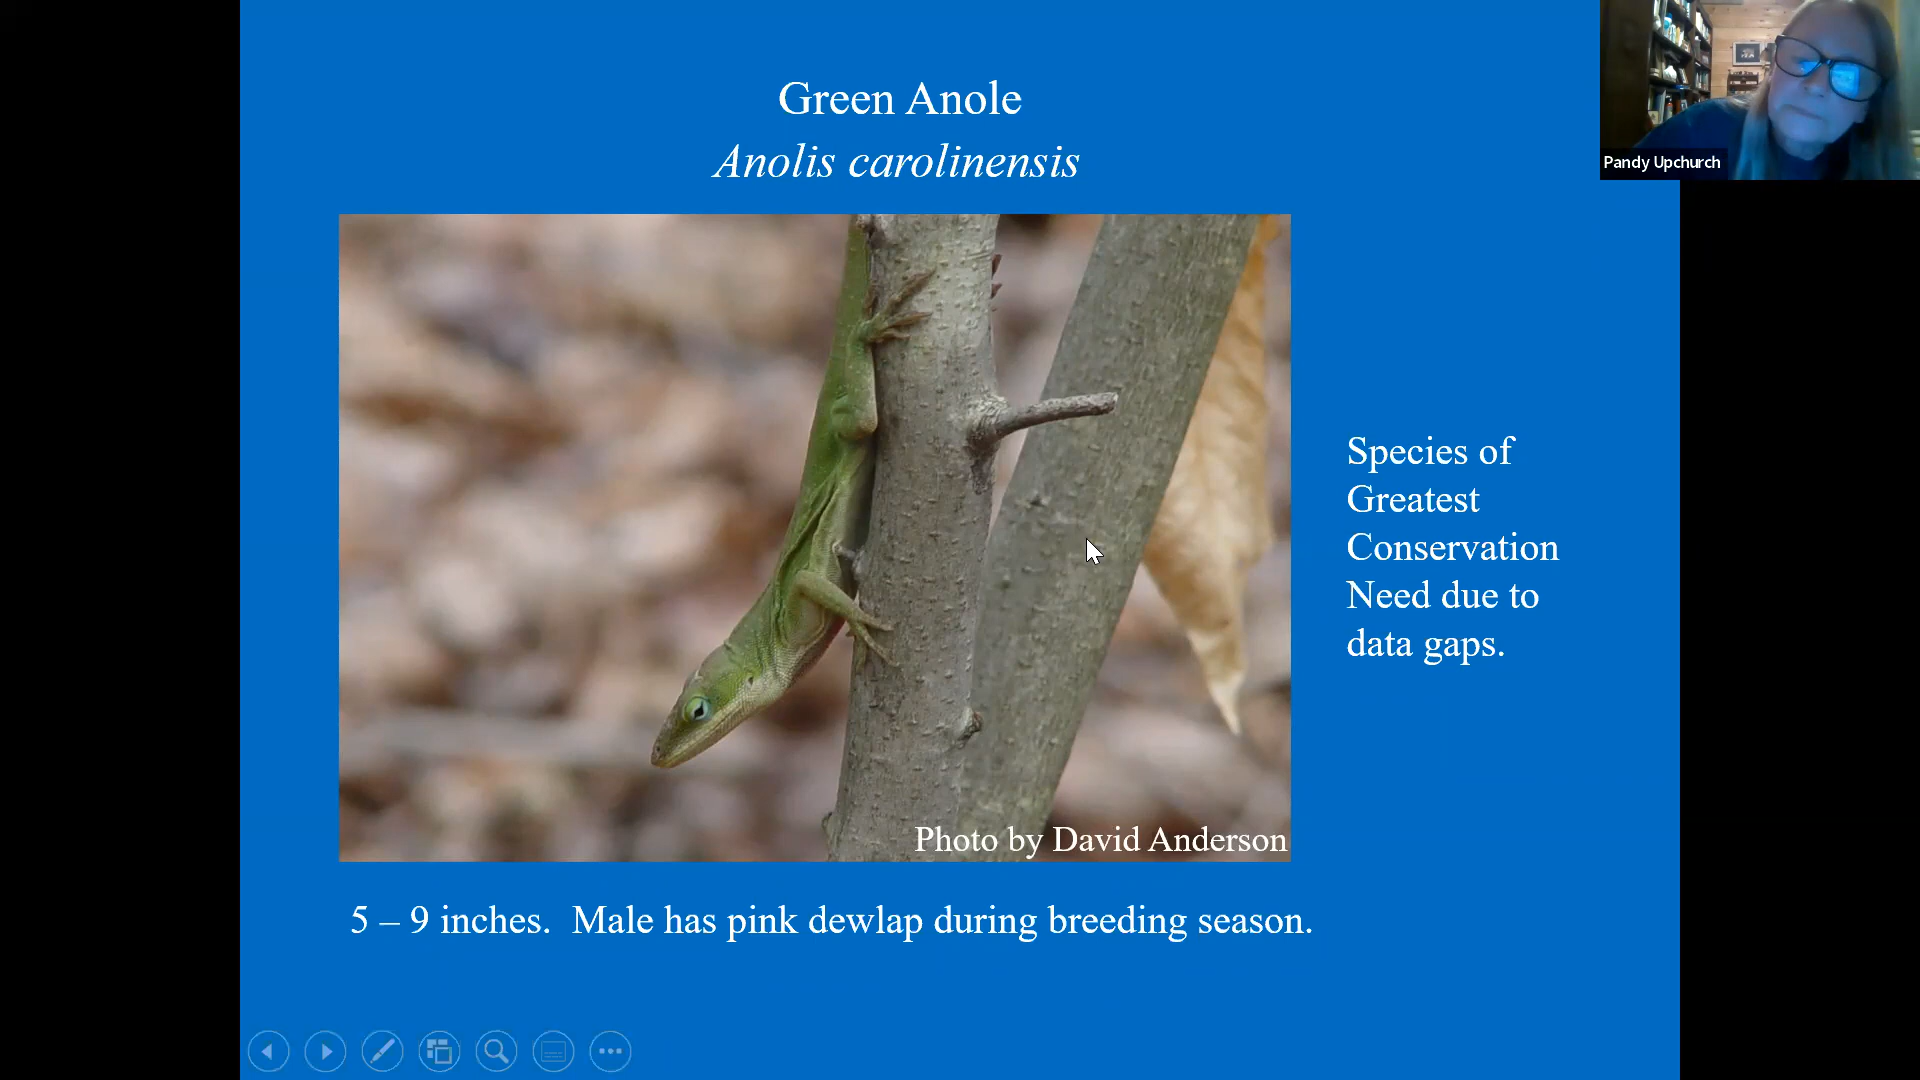 Green Anole
Anolis carolinensis
Pandy Upchurch
Species of
Greatest
Conservation
Need due to
data gaps.
Photo by David Anderson
5 – 9 inches.  Male has pink dewlap during breeding season.